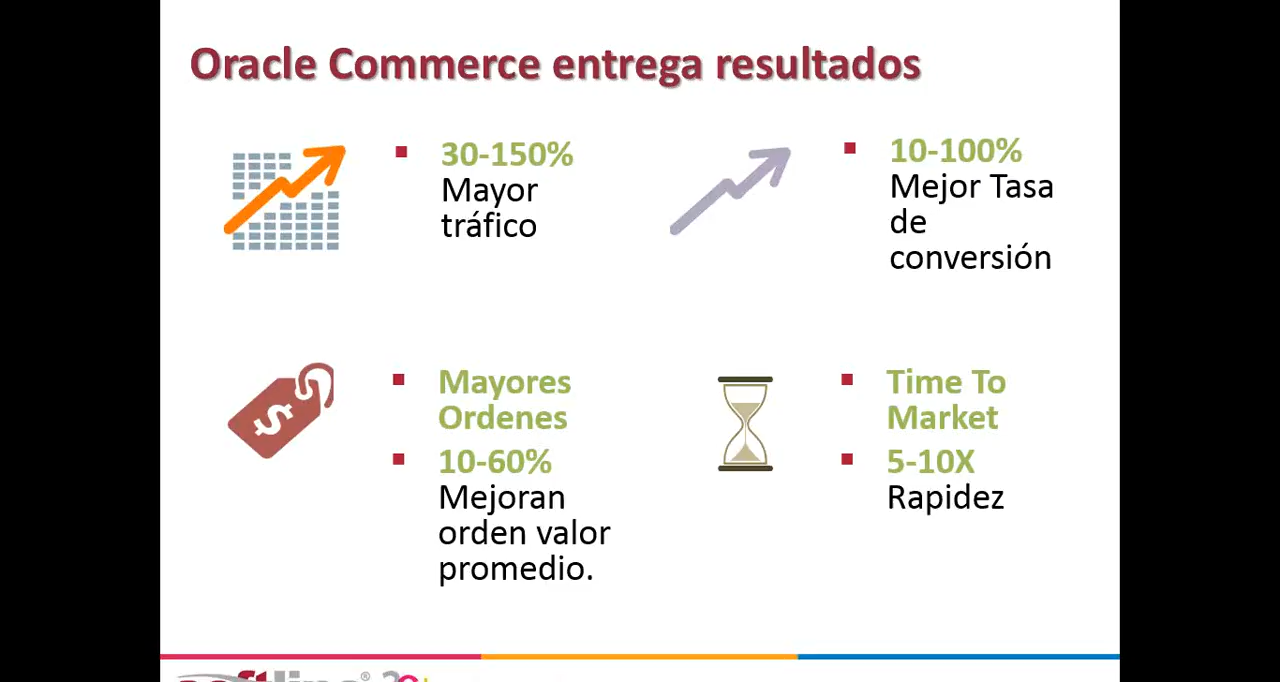 Oracle Commerce entrega resultados
30-150%
Mayor
tráfico
10-100%
Mejor Tasa
de
conversión
Mayores
Ordenes
10-60%
Mejoran
orden valor
promedio.
Time To
Market
5-10X
Rapidez